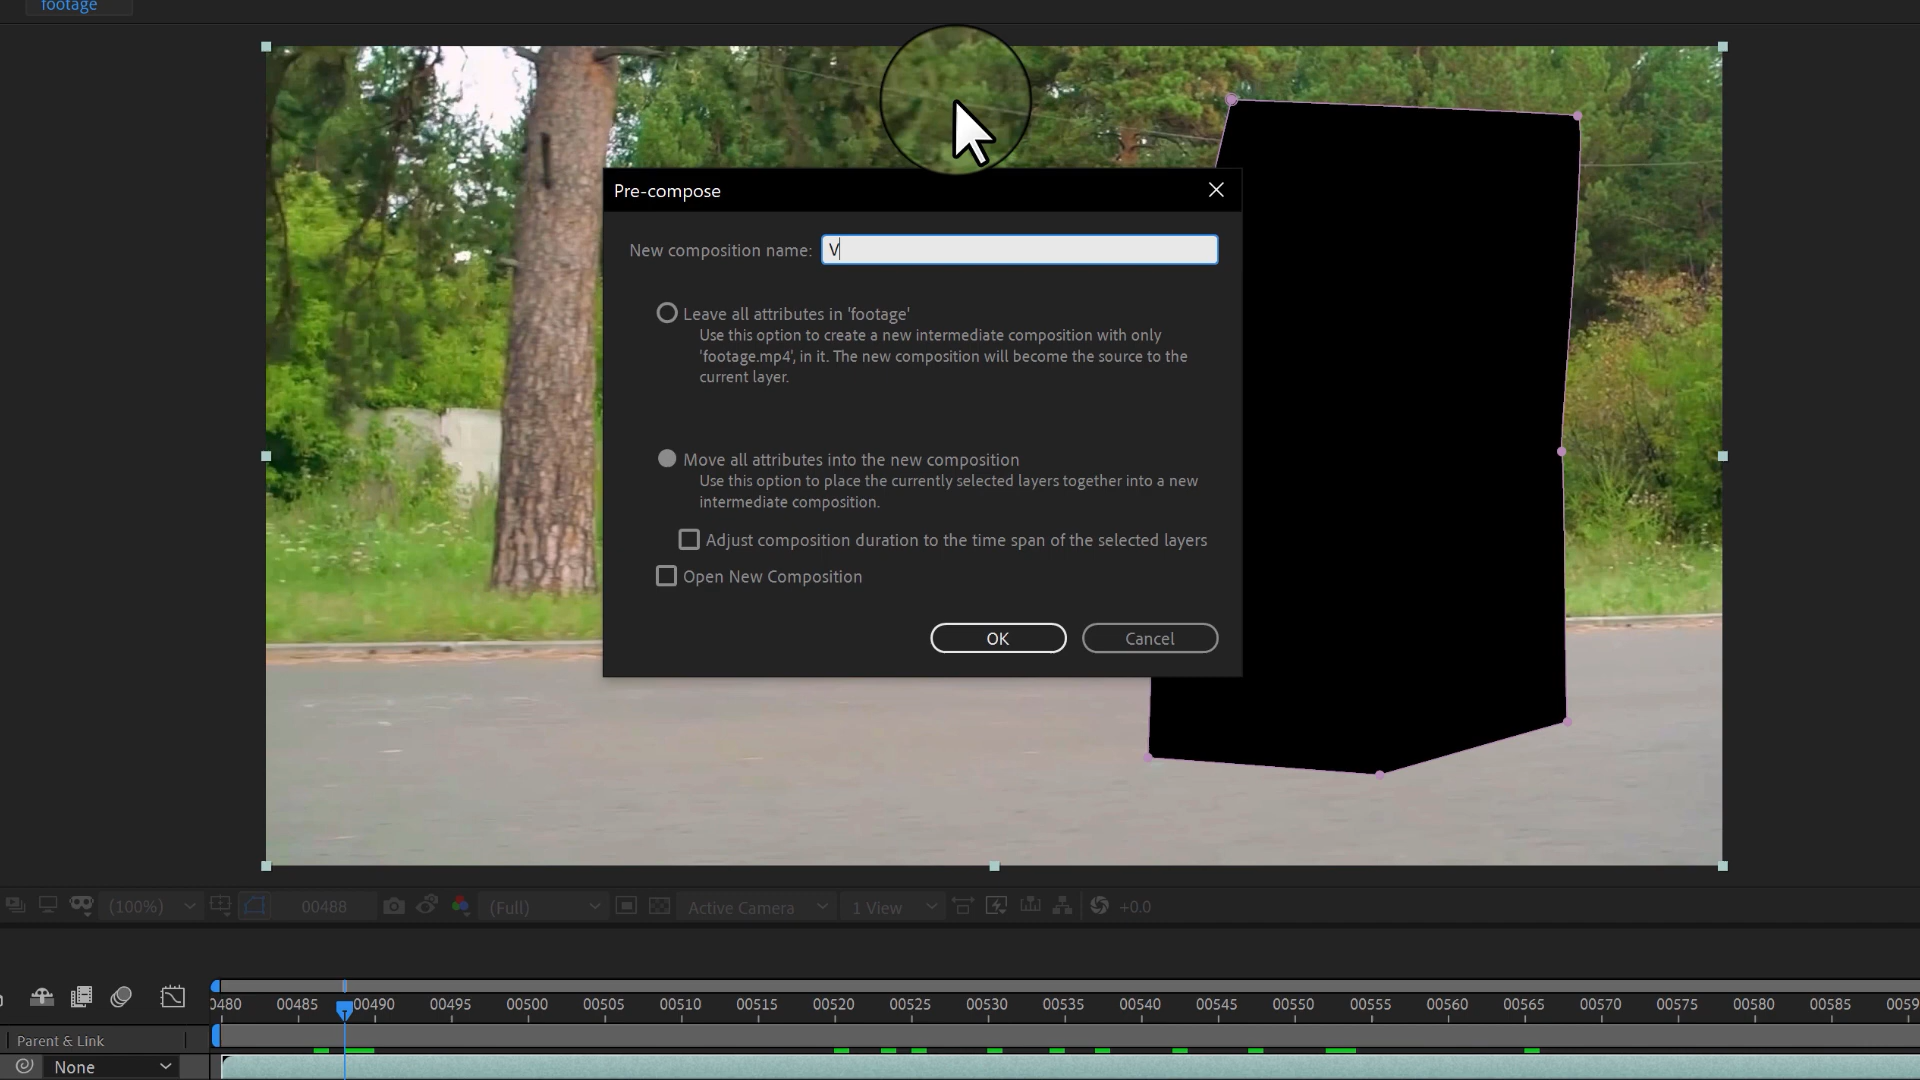 footage
Pre-compose
New composition name: V
Leave all attributes in 'footage'
Use this option to create a new intermediate composition with only
'footage.mp4', in it. The new composition will become the source to the
current layer.
Move all attributes into the new composition
Use this option to place the currently selected layers together into a new
intermediate composition.
Adjust composition duration to the time span of the selected layers
Open New Composition
OK Cancel
(100%) 00488 (Full) Active Camera 1 View +0.0
0480 00485 00490 00495 00500 00505 00510 00515 00520 00525 00530 00535 00540 00545 00550 00555 00560 00565 00570 00575 00580 00585 0059
Parent & Link
None